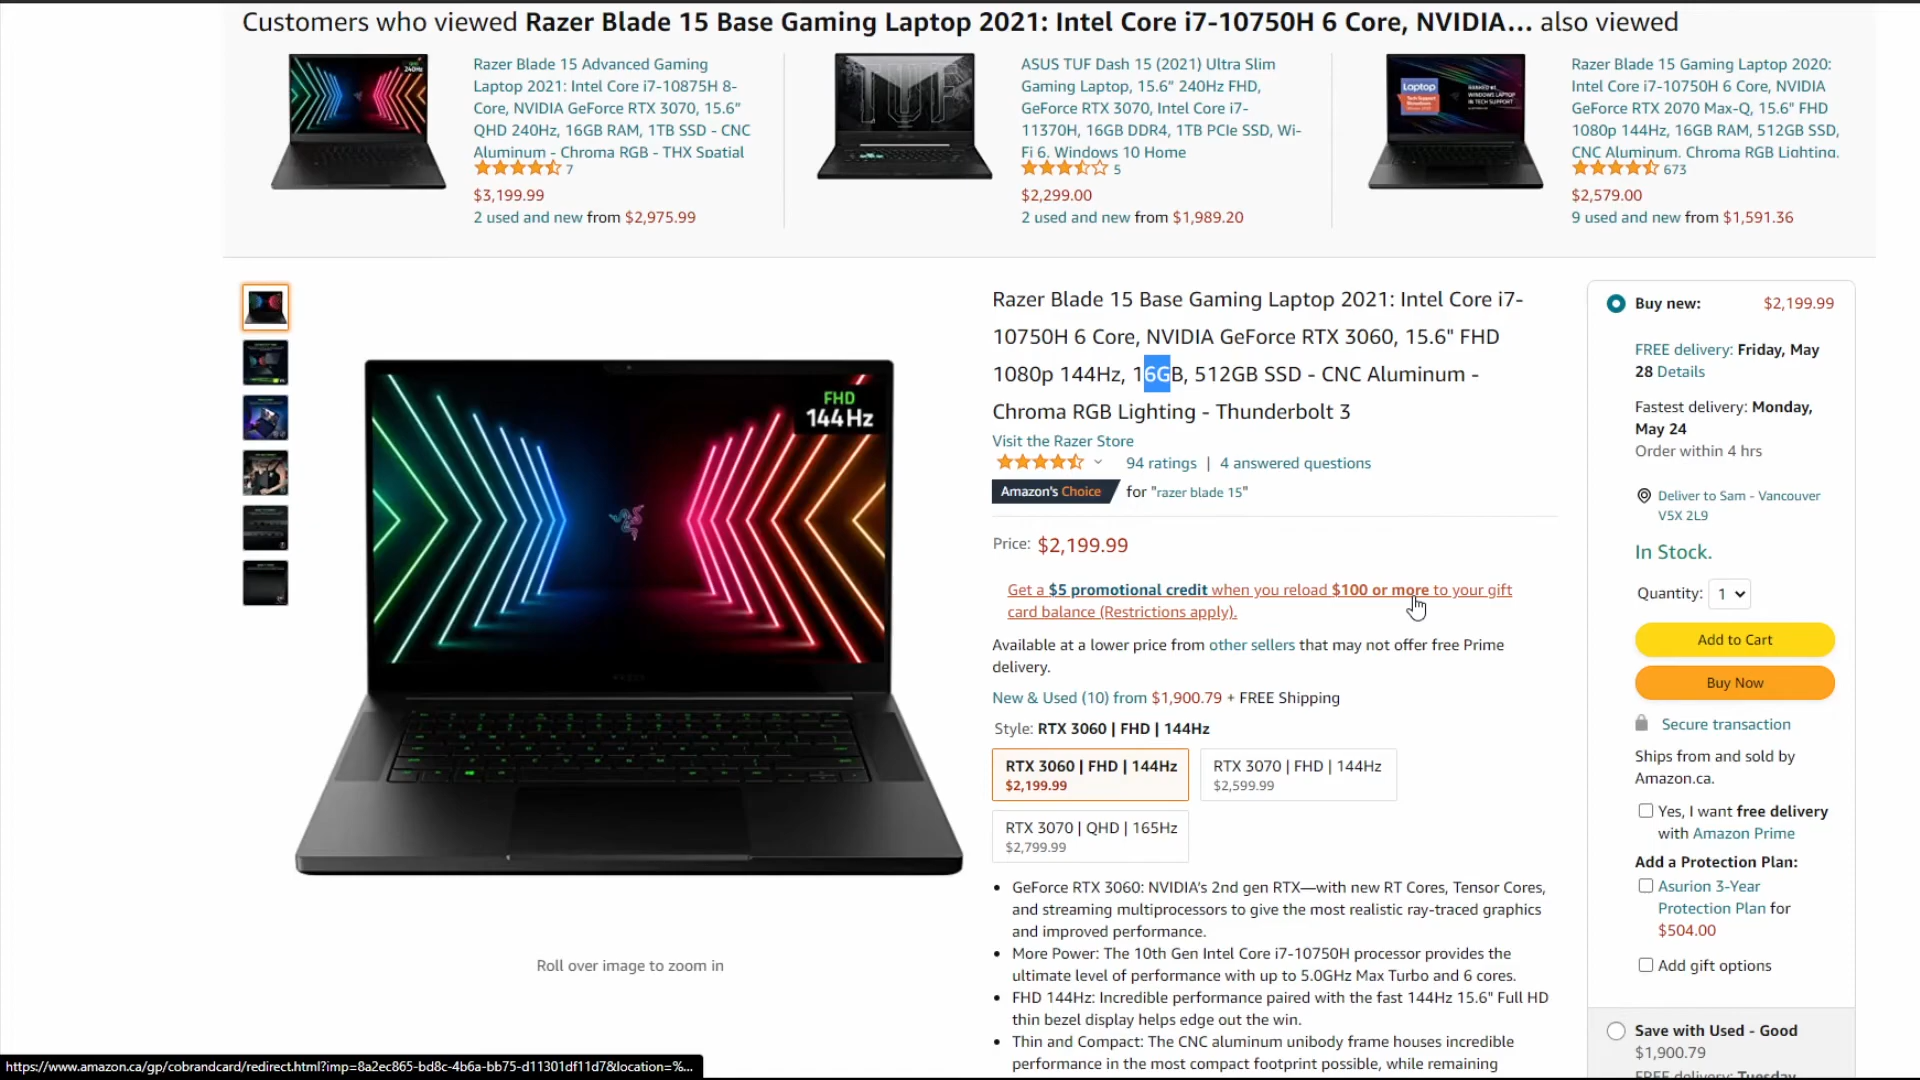 Customers who viewed Razer Blade 15 Base Gaming Laptop 2021: Intel Core i7-10750H 6 Core, NVIDIA... also viewed
Razer Blade 15 Advanced Gaming
Laptop 2021: Intel Core i7-10875H 8-
Core, NVIDIA GeForce RTX 3070, 15.6"
QHD 240Hz, 16GB RAM, 1TB SSD - CNC
Aluminum - Chroma RGB - THX Spatial
7
$3,199.99
2 used and new from $2,975.99
ASUS TUF Dash 15 (2021) Ultra Slim
Gaming Laptop, 15.6” 240Hz FHD,
GeForce RTX 3070, Intel Core i7-
11370H, 16GB DDR4, 1TB PCIe SSD, Wi-
Fi 6, Windows 10 Home
5
$2,299.00
2 used and new from $1,989.20
Laptop
Razer Blade 15 Gaming Laptop 2020:
Intel Core i7-10750H 6 Core, NVIDIA
GeForce RTX 2070 Max-Q, 15.6" FHD
1080p 144Hz, 16GB RAM, 512GB SSD,
CNC Aluminum, Chroma RGB Lighting,
673
$2,579.00
9 used and new from $1,591.36
FHD
144Hz
Roll over image to zoom in
Razer Blade 15 Base Gaming Laptop 2021: Intel Core i7-
10750H 6 Core, NVIDIA GeForce RTX 3060, 15.6" FHD
1080p 144Hz, 16GB, 512GB SSD - CNC Aluminum -
Chroma RGB Lighting - Thunderbolt 3
Visit the Razer Store
94 ratings | 4 answered questions
Amazon's Choice for "razer blade 15"
Price: $2,199.99
Get a $5 promotional credit when you reload $100 or more to your gift
card balance (Restrictions apply).
Available at a lower price from other sellers that may not offer free Prime
delivery.
New & Used (10) from $1,900.79 + FREE Shipping
Style: RTX 3060 | FHD | 144Hz
RTX 3060 | FHD | 144Hz
$2,199.99
RTX 3070 | FHD | 144Hz
$2,599.99
RTX 3070 | QHD | 165Hz
$2,799.99
• GeForce RTX 3060: NVIDIA's 2nd gen RTX—with new RT Cores, Tensor Cores,
and streaming multiprocessors to give the most realistic ray-traced graphics
and improved performance.
• More Power: The 10th Gen Intel Core i7-10750H processor provides the
ultimate level of performance with up to 5.0GHz Max Turbo and 6 cores.
• FHD 144Hz: Incredible performance paired with the fast 144Hz 15.6" Full HD
thin bezel display helps edge out the win.
• Thin and Compact: The CNC aluminum unibody frame houses incredible
performance in the most compact footprint possible, while remaining
Buy new: $2,199.99
FREE delivery: Friday, May
28 Details
Fastest delivery: Monday,
May 24
Order within 4 hrs
Deliver to Sam - Vancouver
V5X 2L9
In Stock.
Quantity: 1
Add to Cart
Buy Now
Secure transaction
Ships from and sold by
Amazon.ca.
Yes, I want free delivery
with Amazon Prime
Add a Protection Plan:
Asurion 3-Year
Protection Plan for
$504.00
Add gift options
Save with Used - Good
$1,900.79
FREE delivery: Tuesday
https://www.amazon.ca/gp/cobrandcard/redirect.html?imp=8a2ec865-bd8c-4b6a-bb75-d11301df11d7&location=%...